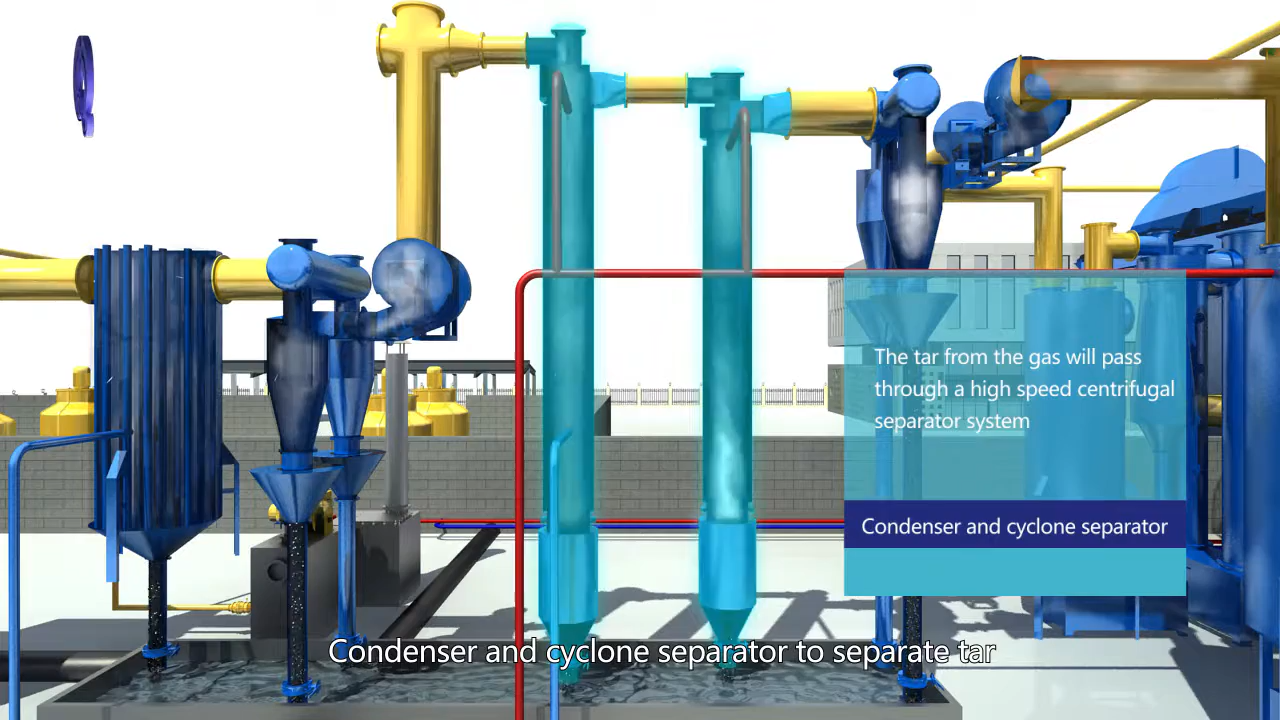 The tar from the gas will pass
through a high speed centrifugal
separator system
Condenser and cyclone separator
Condenser and cyclone separator to separate tar